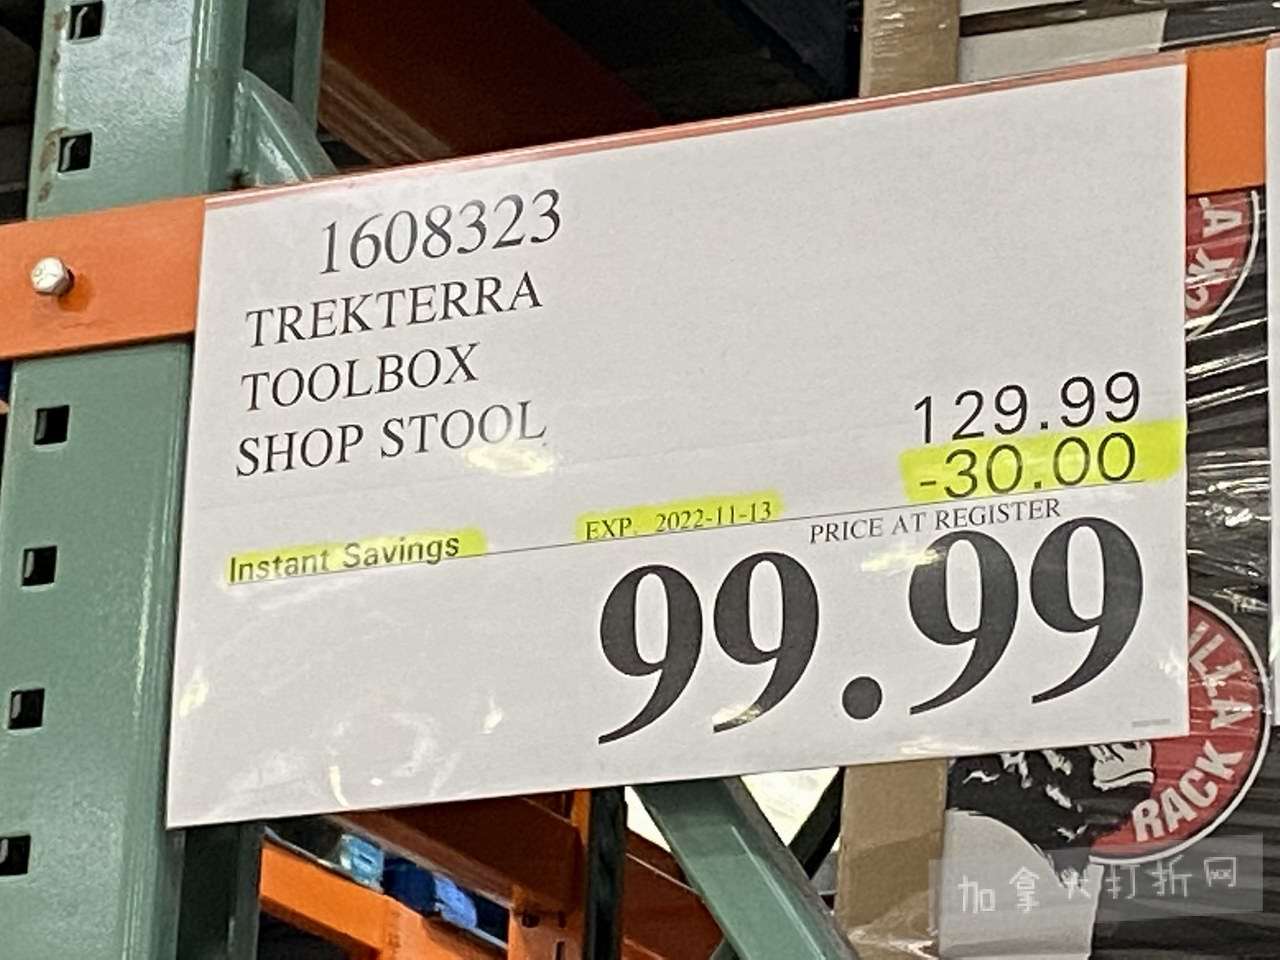 1608323
TREKTERRA
TOOLBOX
SHOP STOOL
129.99
-30.00
Instant Savings
EXP. 2022-11-13
PRICE AT REGISTER
99.99
RACK
加拿大打折网